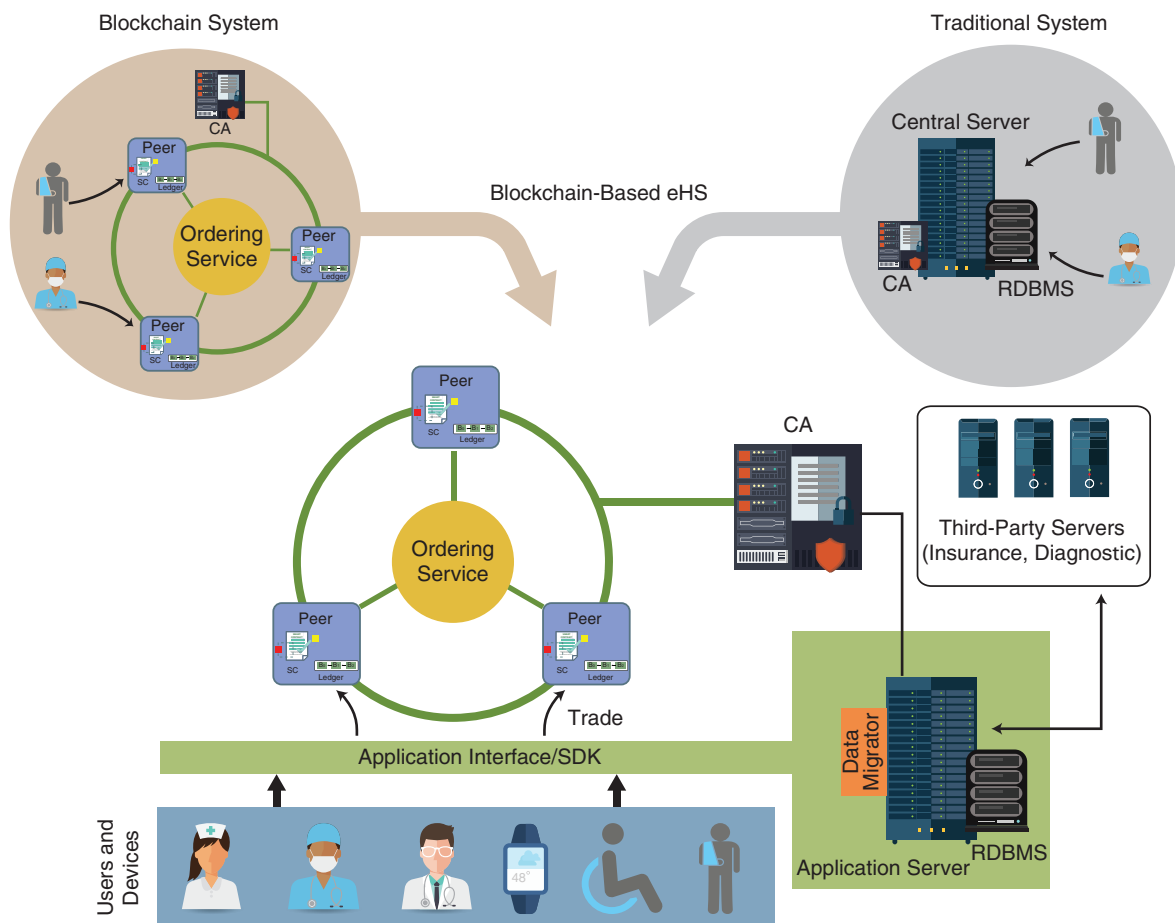 Blockchain System
Traditional System
CA
Peer
SC
Ledger
Ordering
Service
Peer
SC
Ledger
Peer
SC
Ledger
Blockchain-Based eHS
Central Server
CA
RDBMS
Peer
SC
Ledger
CA
Third-Party Servers
(Insurance, Diagnostic)
Ordering
Service
Peer
SC
Ledger
Peer
SC
Ledger
Trade
Application Interface/SDK
Data
Migrator
RDBMS
Application Server
Users and
Devices
48°